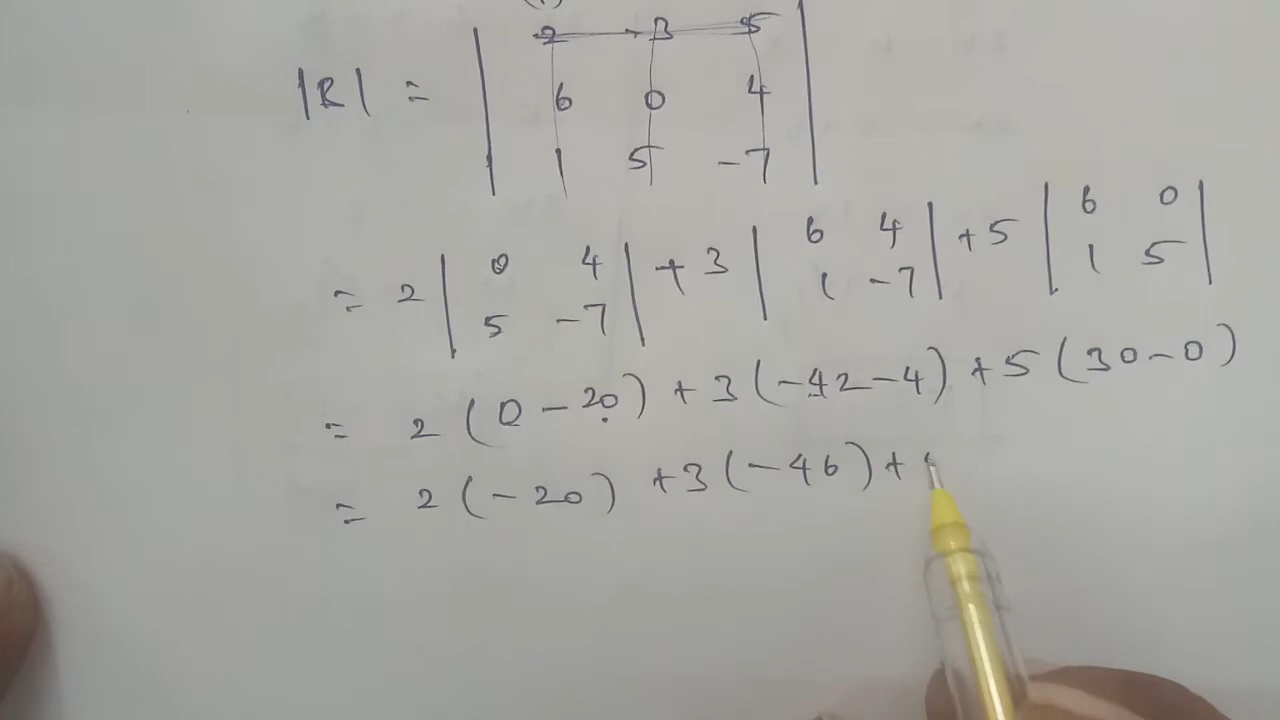 2 -3 5
|R| = | 6 0 4 |
1 5 -7
= 2 | 0 4 | + 3 | 6 4 | + 5 | 6 0 |
5 -7 1 -7 1 5
= 2 (0 - 20) + 3 (-42 - 4) + 5 (30 - 0)
= 2 (-20) + 3 (-46) +